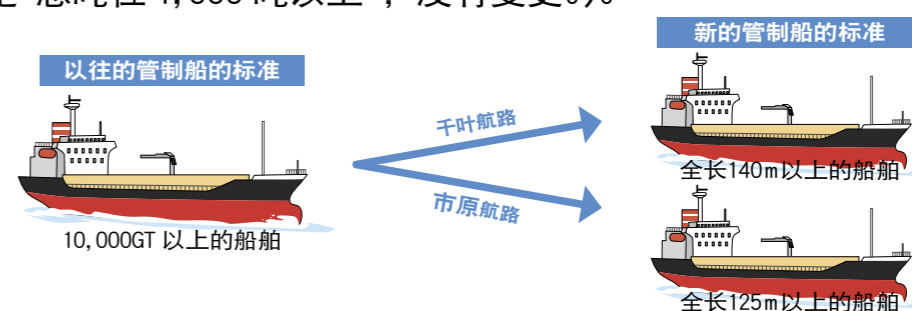 新的管制船的标准
以往的管制船的标准
千叶航路
全长140m以上的船舶
市原航路
10,000GT 以上的船舶
全长125m以上的船舶